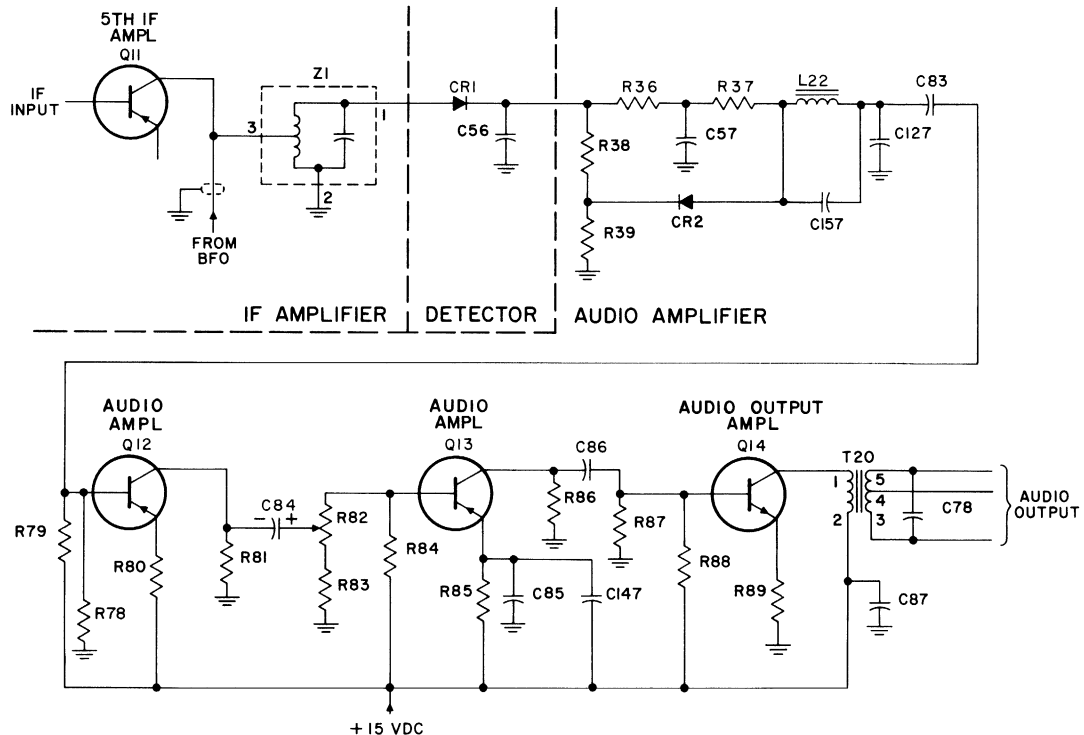 5TH IF
AMPL
Q11
IF
INPUT
Z1
3
1
2
FROM
BFO
CR1
C56
R36
R37
L22
C83
C57
C127
R38
CR2
C157
R39
IF AMPLIFIER
DETECTOR
AUDIO AMPLIFIER
AUDIO
AMPL
Q12
AUDIO
AMPL
Q13
AUDIO OUTPUT
AMPL
Q14
R79
R78
R80
R81
– C84 +
R82
R83
R84
R85
C85
C147
C86
R86
R87
R88
R89
T20
1
2
5
4
3
C78
AUDIO
OUTPUT
C87
+15 VDC